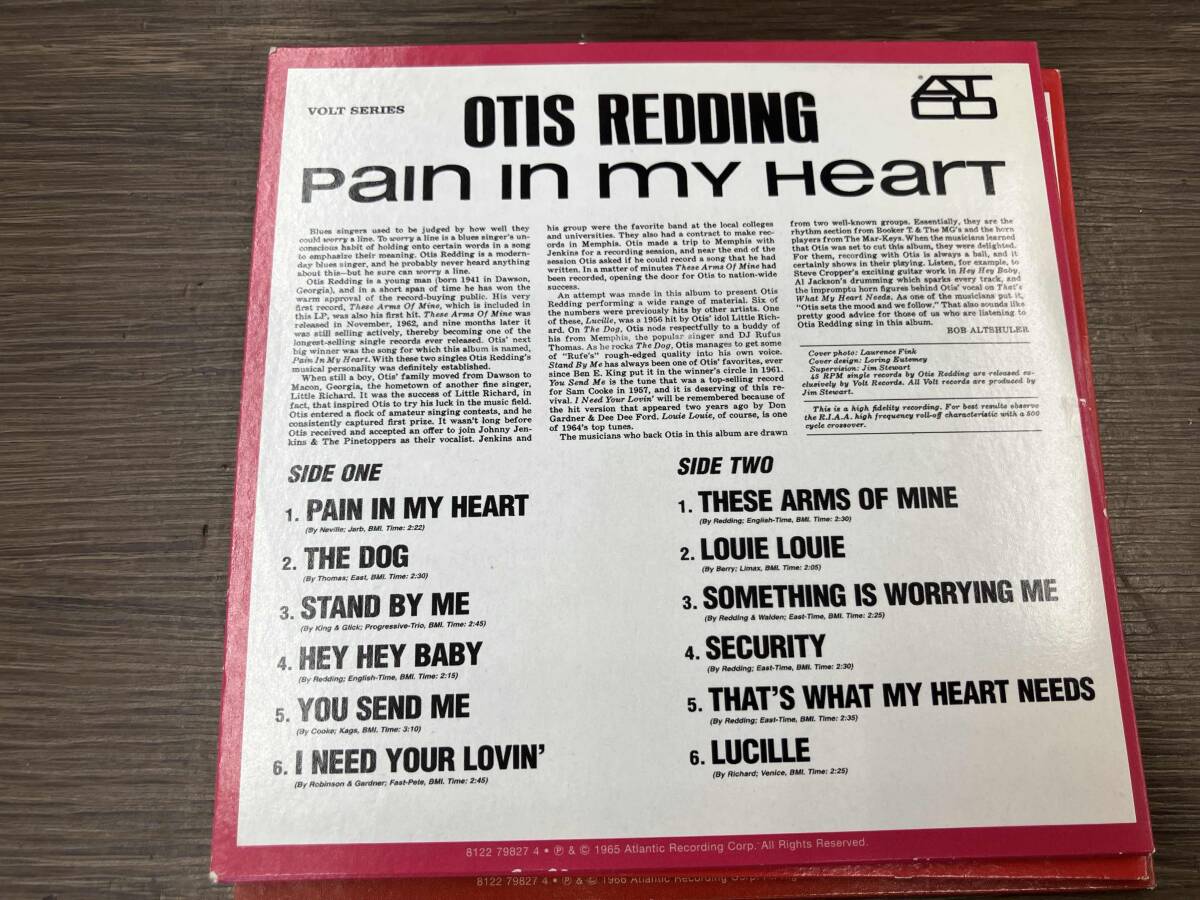 VOLT SERIES
ATCO
OTIS REDDING
Pain in my Heart
Blues singers used to be judged by how well they
could worry a line. To worry a line is a blues singer's un-
conscious habit of holding onto certain words in a song
to emphasize their meaning. Otis Redding is a modern-
day blues singer, and he probably never heard anything
about this—but he sure can worry a line.
Otis Redding is a young man (born 1941 in Dawson,
Georgia), and in a short span of time he has won the
warm approval of the record-buying public. His very
first record, These Arms Of Mine, which is included in
this LP, was also his first hit. These Arms Of Mine was
released in November, 1962, and nine months later it
was still selling actively, thereby becoming one of the
longest-selling single records ever released. Otis' next
big winner was the song for which this album is named,
Pain In My Heart. With these two singles Otis Redding's
musical personality was definitely established.
When still a boy, Otis' family moved from Dawson to
Macon, Georgia, the hometown of another fine singer,
Little Richard. It was the success of Little Richard, in
fact, that inspired Otis to try his luck in the music field.
Otis entered a flock of amateur singing contests, and he
consistently captured first prize. It wasn't long before
Otis received and accepted an offer to join Johnny Jen-
kins & The Pinetoppers as their vocalist. Jenkins and
his group were the favorite band at the local colleges
and universities. They also had a contract to make rec-
ords in Memphis. Otis made a trip to Memphis with
Jenkins for a recording session, and near the end of the
session Otis asked if he could record a song that he had
written. In a matter of minutes These Arms Of Mine had
been recorded, opening the door for Otis to nation-wide
success.
An attempt was made in this album to present Otis
Redding performing a wide range of material. Six of
the numbers were previously hits by other artists. One
of these, Lucille, was a 1956 hit by Otis' idol Little Rich-
ard. On The Dog, Otis nods respectfully to a buddy of
his from Memphis, the popular singer and DJ Rufus
Thomas. As he rocks The Dog, Otis manages to get some
of "Rufe's" rough-edged quality into his own voice.
Stand By Me has always been one of Otis' favorites, ever
since Ben E. King put it in the winner's circle in 1961.
You Send Me is the tune that was a top-selling record
for Sam Cooke in 1957, and it is deserving of this re-
vival. I Need Your Lovin' will be remembered because of
the hit version that appeared two years ago by Don
Gardner & Dee Dee Ford. Louie Louie, of course, is one
of 1964's top tunes.
The musicians who back Otis in this album are drawn
from two well-known groups. Essentially, they are the
rhythm section from Booker T. & The MG's and the horn
players from The Mar-Keys. When the musicians learned
that Otis was set to cut this album, they were delighted.
For them, recording with Otis is always a ball, and it
certainly shows in their playing. Listen, for example, to
Steve Cropper's exciting guitar work in Hey Hey Baby,
Al Jackson's drumming which sparks every track, and
the impromptu horn figures behind Otis' vocal on That's
What My Heart Needs. As one of the musicians put it,
"Otis sets the mood and we follow." That also sounds like
pretty good advice for those of us who are listening to
Otis Redding sing in this album.
BOB ALTSHULER
Cover photo: Laurence Fink
Cover design: Loring Eutemey
Supervision: Jim Stewart
45 RPM single records by Otis Redding are released ex-
clusively by Volt Records. All Volt records are produced by
Jim Stewart.
This is a high fidelity recording. For best results observe
the R.I.A.A. high frequency roll-off characteristic with a 500
cycle crossover.
SIDE ONE
1. PAIN IN MY HEART
(By Neville; Jarb, BMI. Time: 2:22)
2. THE DOG
(By Thomas; East, BMI. Time: 2:30)
3. STAND BY ME
(By King & Glick; Progressive-Trio, BMI. Time: 2:45)
4. HEY HEY BABY
(By Redding; English-Time, BMI. Time: 2:15)
5. YOU SEND ME
(By Cooke; Kags, BMI. Time: 3:10)
6. I NEED YOUR LOVIN'
(By Robinson & Gardner; Fast-Pete, BMI. Time: 2:45)
SIDE TWO
1. THESE ARMS OF MINE
(By Redding; English-Time, BMI. Time: 2:30)
2. LOUIE LOUIE
(By Berry; Limax, BMI. Time: 2:05)
3. SOMETHING IS WORRYING ME
(By Redding & Walden; East-Time, BMI. Time: 2:25)
4. SECURITY
(By Redding; East-Time, BMI. Time: 2:30)
5. THAT'S WHAT MY HEART NEEDS
(By Redding; East-Time, BMI. Time: 2:35)
6. LUCILLE
(By Richard; Venice, BMI. Time: 2:25)
8122 79827 4 • ℗ & © 1965 Atlantic Recording Corp. All Rights Reserved.
8122 79827 4 • ℗ & © 1966 Atlantic Recording Corp.